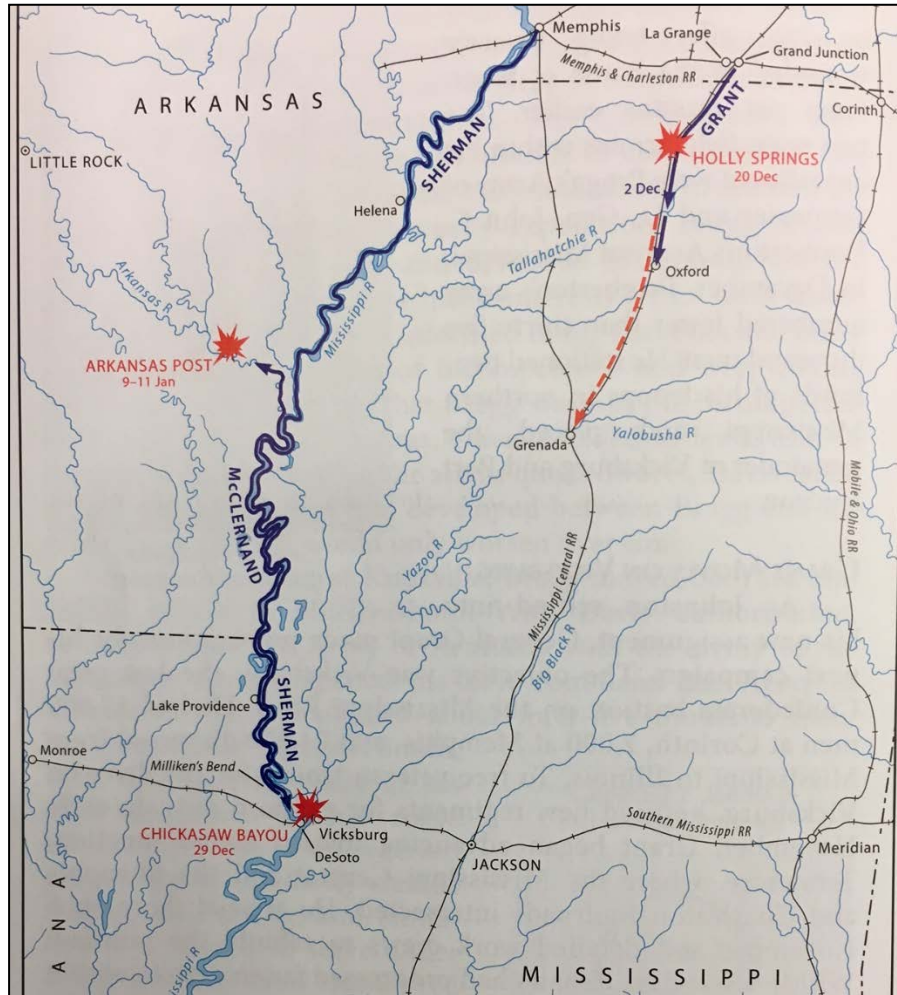 Memphis
La Grange
Grand Junction
Memphis & Charleston RR
ARKANSAS
Corinth
GRANT
SHERMAN
HOLLY SPRINGS
20 Dec
LITTLE ROCK
2 Dec
Helena
Tallahatchie R
Oxford
Arkansas R
Mississippi R
ARKANSAS POST
9–11 Jan
Grenada
Yalobusha R
Mobile & Ohio RR
McCLERNAND
Yazoo R
Mississippi Central RR
Big Black R
SHERMAN
Lake Providence
Monroe
Milliken's Bend
CHICKASAW BAYOU
29 Dec
Vicksburg
DeSoto
Southern Mississippi RR
JACKSON
Meridian
ANA
Mississippi R
MISSISSIPPI